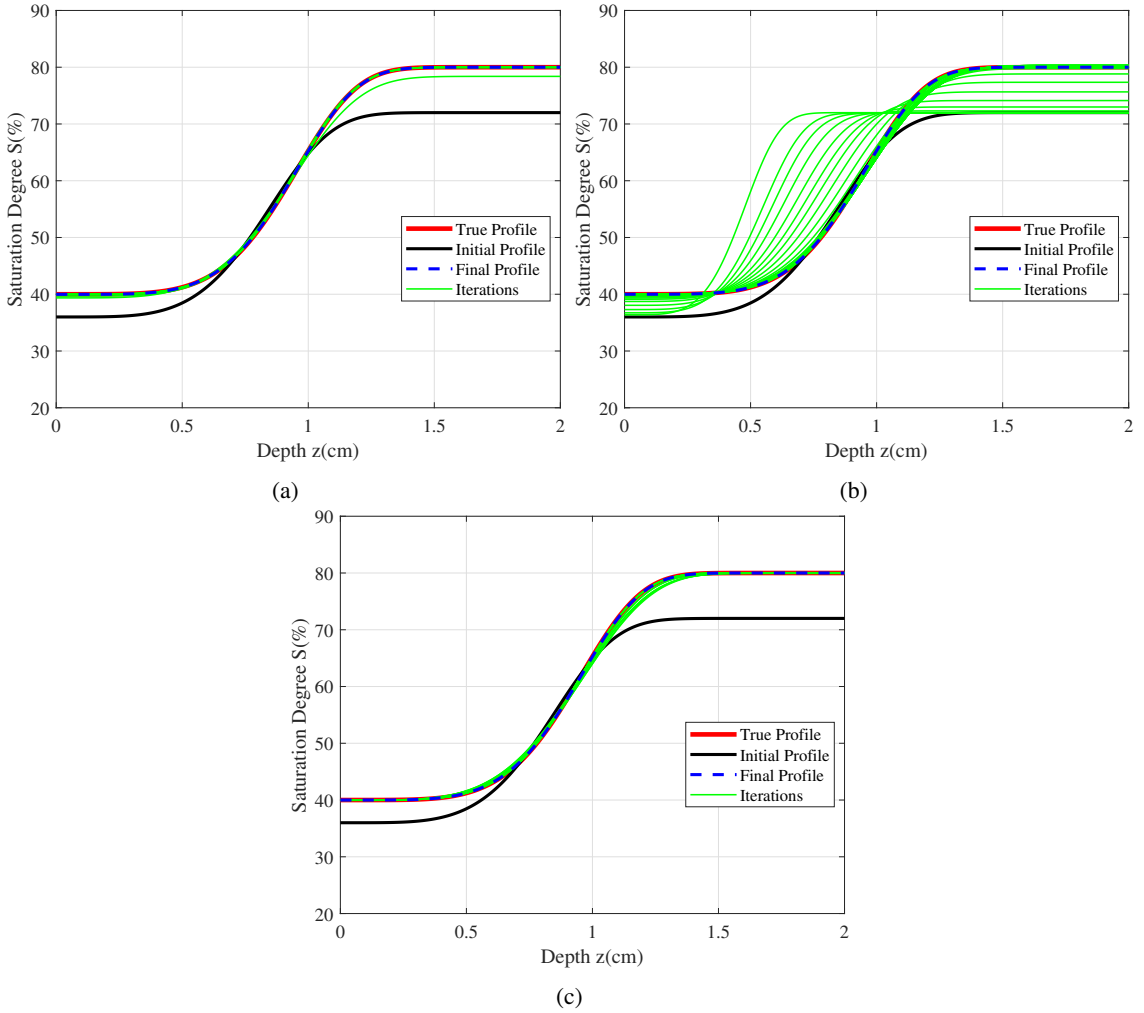 90
80
70
60
50
40
30
20
Saturation Degree S(%)
True Profile
Initial Profile
Final Profile
Iterions
0 0.5 1 1.5 2
Depth z(cm)
(a)
90
80
70
60
50
40
30
20
Saturation Degree S(%)
True Profile
Initial Profile
Final Profile
Iterions
0 0.5 1 1.5 2
Depth z(cm)
(b)
90
80
70
60
50
40
30
20
Saturation Degree S(%)
True Profile
Initial Profile
Final Profile
Iterions
0 0.5 1 1.5 2
Depth z(cm)
(c)